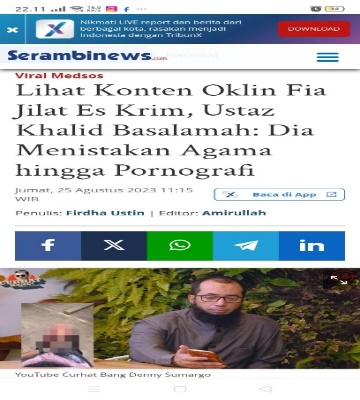 22.11
Nikmati LIVE report dan berita dari
berbagai kota, rasakan menjadi
Indonesia dengan TribunX
DOWNLOAD
Serambinews.com
Viral Medsos
Lihat Konten Oklin Fia
Jilat Es Krim, Ustaz
Khalid Basalamah: Dia
Menistakan Agama
hingga Pornografi
Jumat, 25 Agustus 2023 11:15
WIB
Baca di App
Penulis: Firdha Ustin | Editor: Amirullah
YouTube Curhat Bang Denny Sumargo